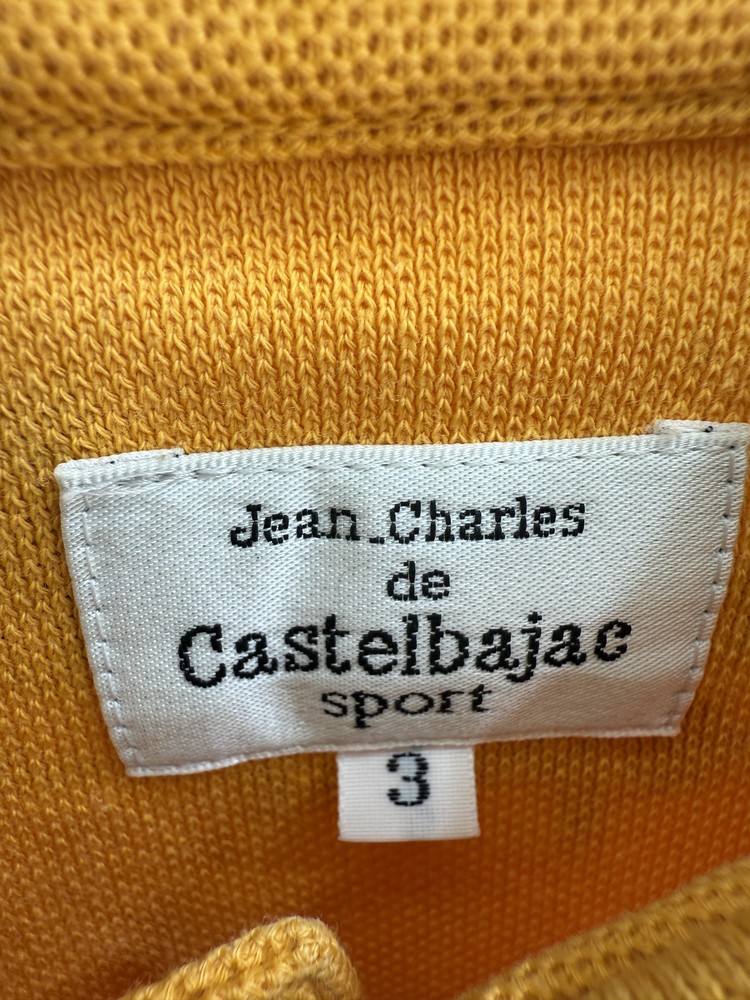 Jean_Charles
de
Castelbajac
sport
3